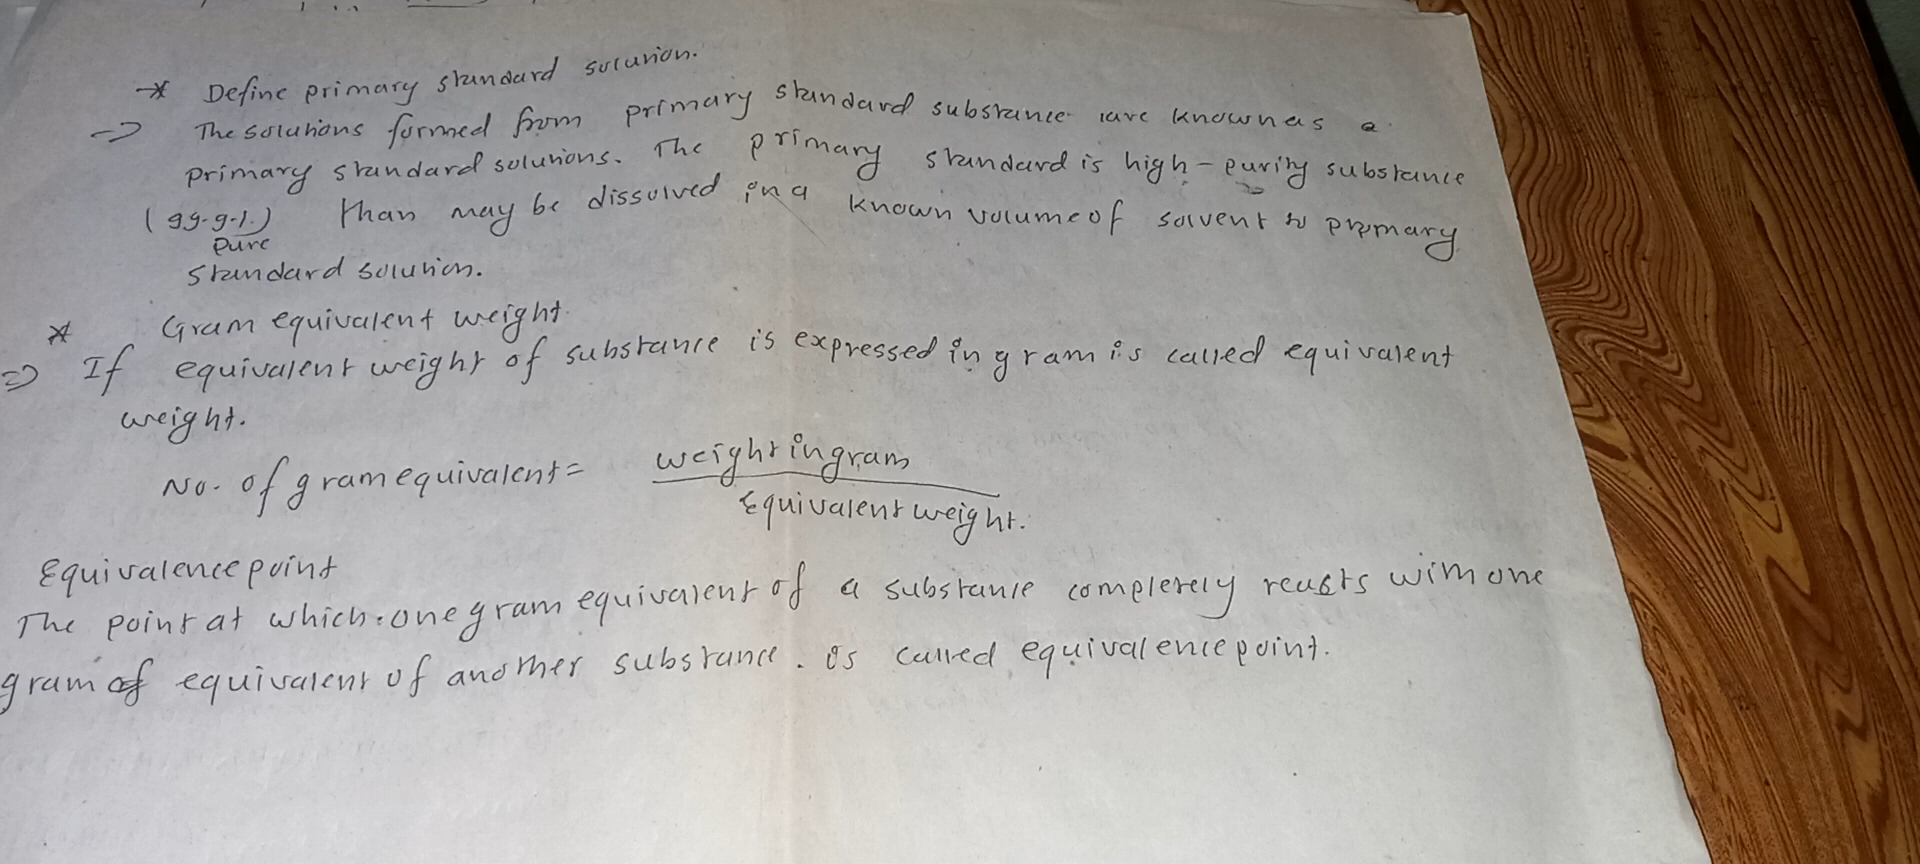 * Define primary standard solution.
=> The solutions formed from primary standard substance are known as a
primary standard solutions. The primary standard is high-purity substance
(99.9%) than may be dissolved in a known volume of solvent to primary
pure
standard solution.
* Gram equivalent weight.
=> If equivalent weight of substance is expressed in gram is called equivalent
weight.
No. of gram equivalent = weight in gram
Equivalent weight.
Equivalence point
The point at which one gram equivalent of a substance completely reacts with one
gram of equivalent of another substance. is called equivalence point.